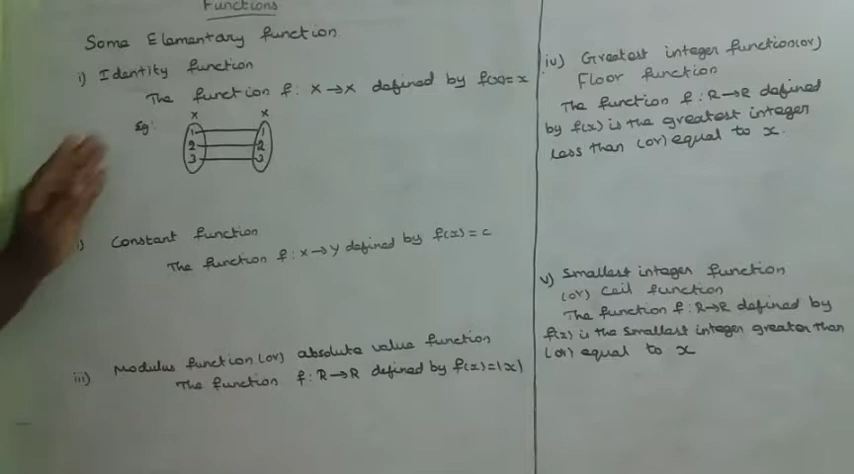 Functions
Some Elementary function
i) Identity function
The function f: X→X defined by f(x)=x
Eg:
X X
1 1
2 2
3 3
i) Constant function
The function f: X→Y defined by f(x)=c
iii) Modulus function (or) absolute value function
The function f: R→R defined by f(x)=|x|
iv) Greatest integer function(or)
Floor function
The function f: R→R defined
by f(x) is the greatest integer
less than (or) equal to x.
v) Smallest integer function
(or) ceil function
The function f: R→R defined by
f(x) is the smallest integer greater than
(or) equal to x